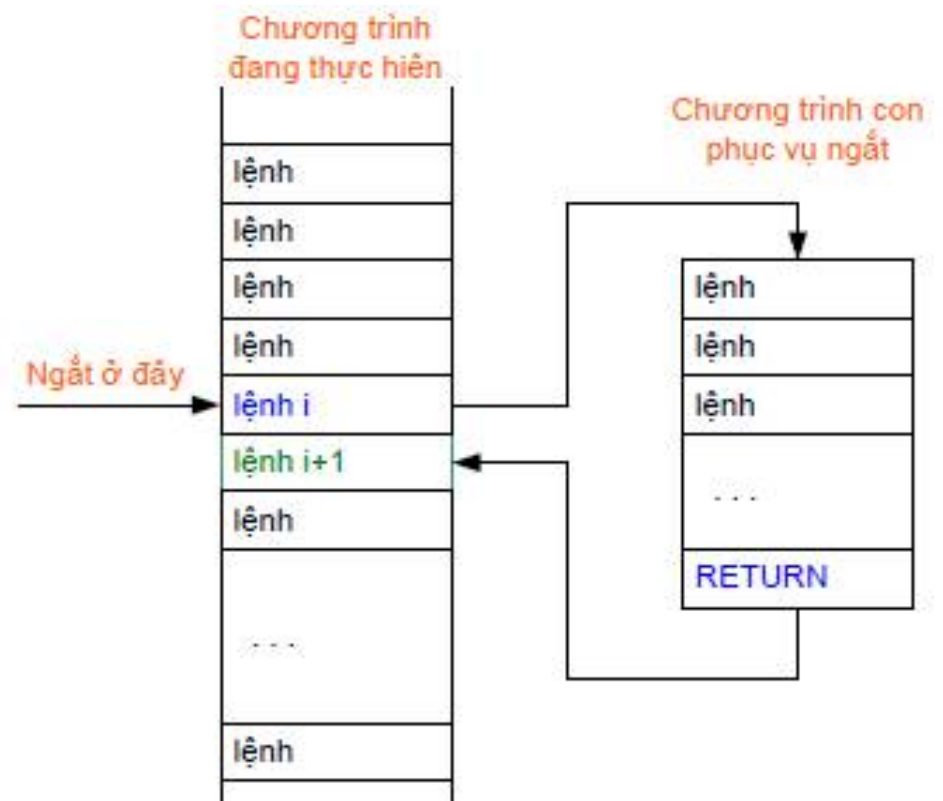 Chương trình
đang thực hiên
lệnh
lệnh
lệnh
lệnh
Ngắt ở đây
lệnh i
lệnh i+1
lệnh
. . .
lệnh
Chương trình con
phục vụ ngắt
lệnh
lệnh
lệnh
. . .
RETURN